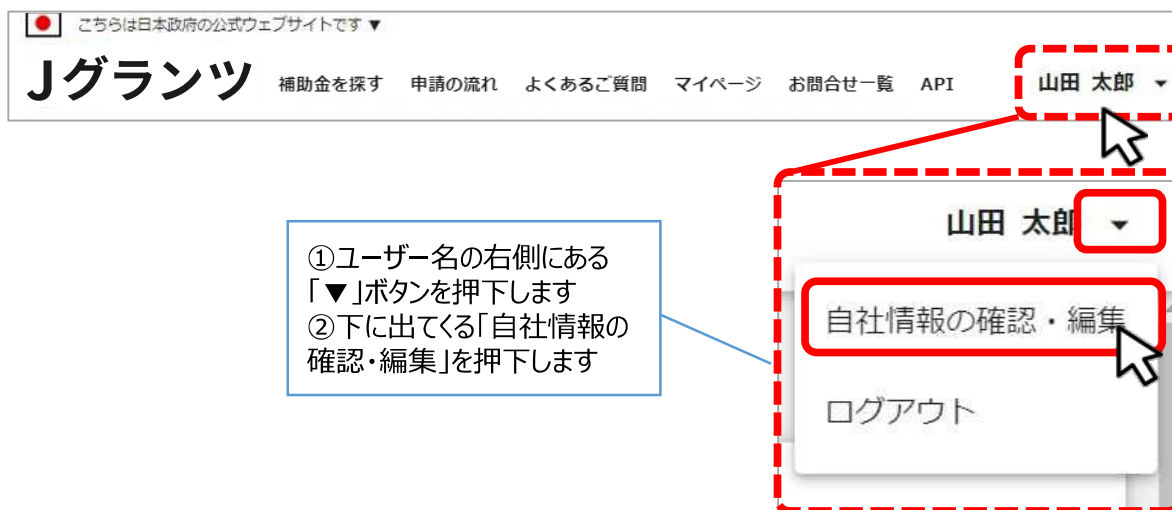 こちらは日本政府の公式ウェブサイトです ▼
Jグランツ 補助金を探す 申請の流れ よくあるご質問 マイページ お問合せ一覧 API 山田 太郎 ▼
山田 太郎 ▼
①ユーザー名の右側にある
「▼」ボタンを押下します
②下に出てくる「自社情報の
確認・編集」を押下します
自社情報の確認・編集
ログアウト